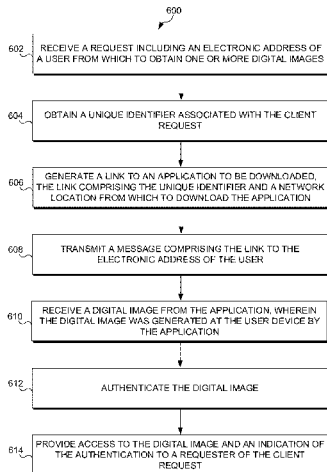 600
602
RECEIVE A REQUEST INCLUDING AN ELECTRONIC ADDRESS
OF A USER FROM WHICH TO OBTAIN ONE OR MORE DIGITAL IMAGES
604
OBTAIN A UNIQUE IDENTIFIER ASSOCIATED WITH THE CLIENT
REQUEST
606
GENERATE A LINK TO AN APPLICATION TO BE DOWNLOADED,
THE LINK COMPRISING THE UNIQUE IDENTIFIER AND A NETWORK
LOCATION FROM WHICH TO DOWNLOAD THE APPLICATION
608
TRANSMIT A MESSAGE COMPRISING THE LINK TO THE
ELECTRONIC ADDRESS OF THE USER
610
RECEIVE A DIGITAL IMAGE FROM THE APPLICATION, WHEREIN
THE DIGITAL IMAGE WAS GENERATED AT THE USER DEVICE BY
THE APPLICATION
612
AUTHENTICATE THE DIGITAL IMAGE
614
PROVIDE ACCESS TO THE DIGITAL IMAGE AND AN INDICATION OF
THE AUTHENTICATION TO A REQUESTER OF THE CLIENT
REQUEST